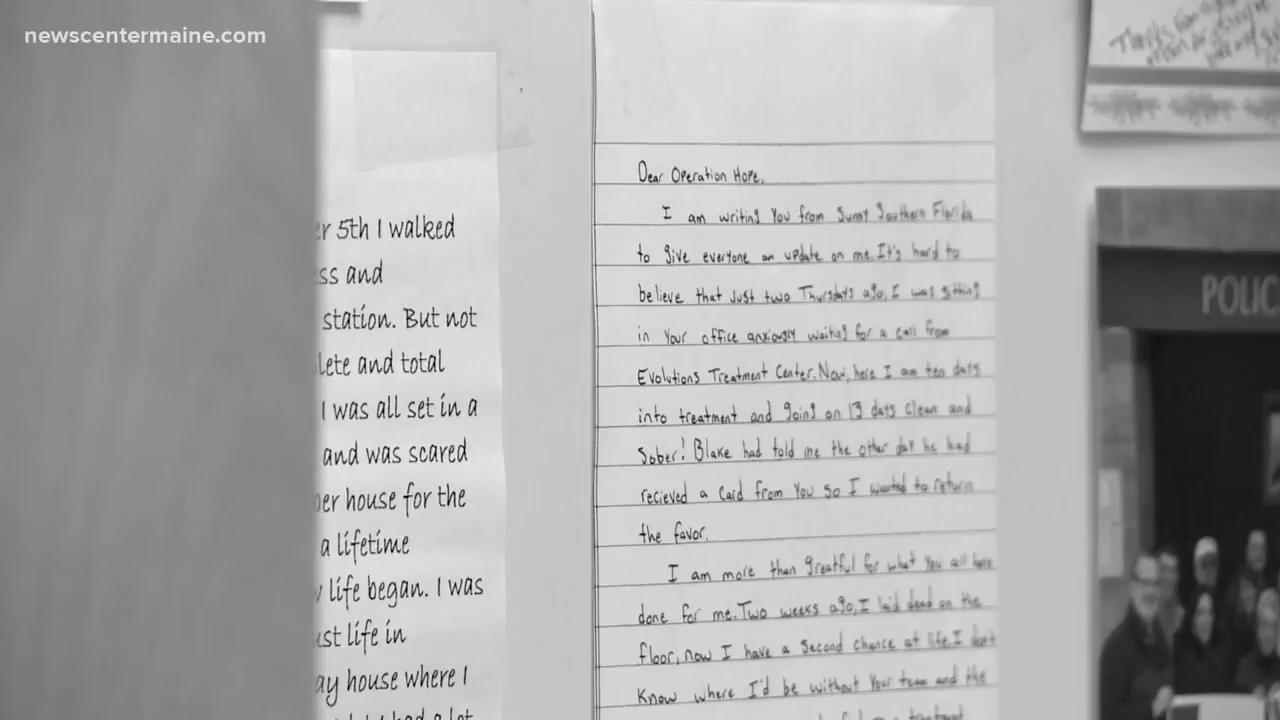 newscentermaine.com
er 5th I walked
ss and
station. But not
lete and total
I was all set in a
and was scared
ber house for the
a lifetime
life began. I was
ust life in
ay house where I
had a lot
Dear Operation Hope,
I am writing you from sunny Southern Florida
to give everyone an update on me. It's hard to
believe that just two Thursdays ago, I was sitting
in your office anxiously waiting for a call from
Evolutions Treatment Center. Now, here I am ten days
into treatment and going on 13 days clean and
sober! Blake had told me the other day he had
recieved a card from you so I wanted to return
the favor.
I am more than greatful for what you all have
done for me. Two weeks ago, I laid dead on the
floor, now I have a second chance at life. I don't
know where I'd be without your team and the
treatment
Thanks
POLIC